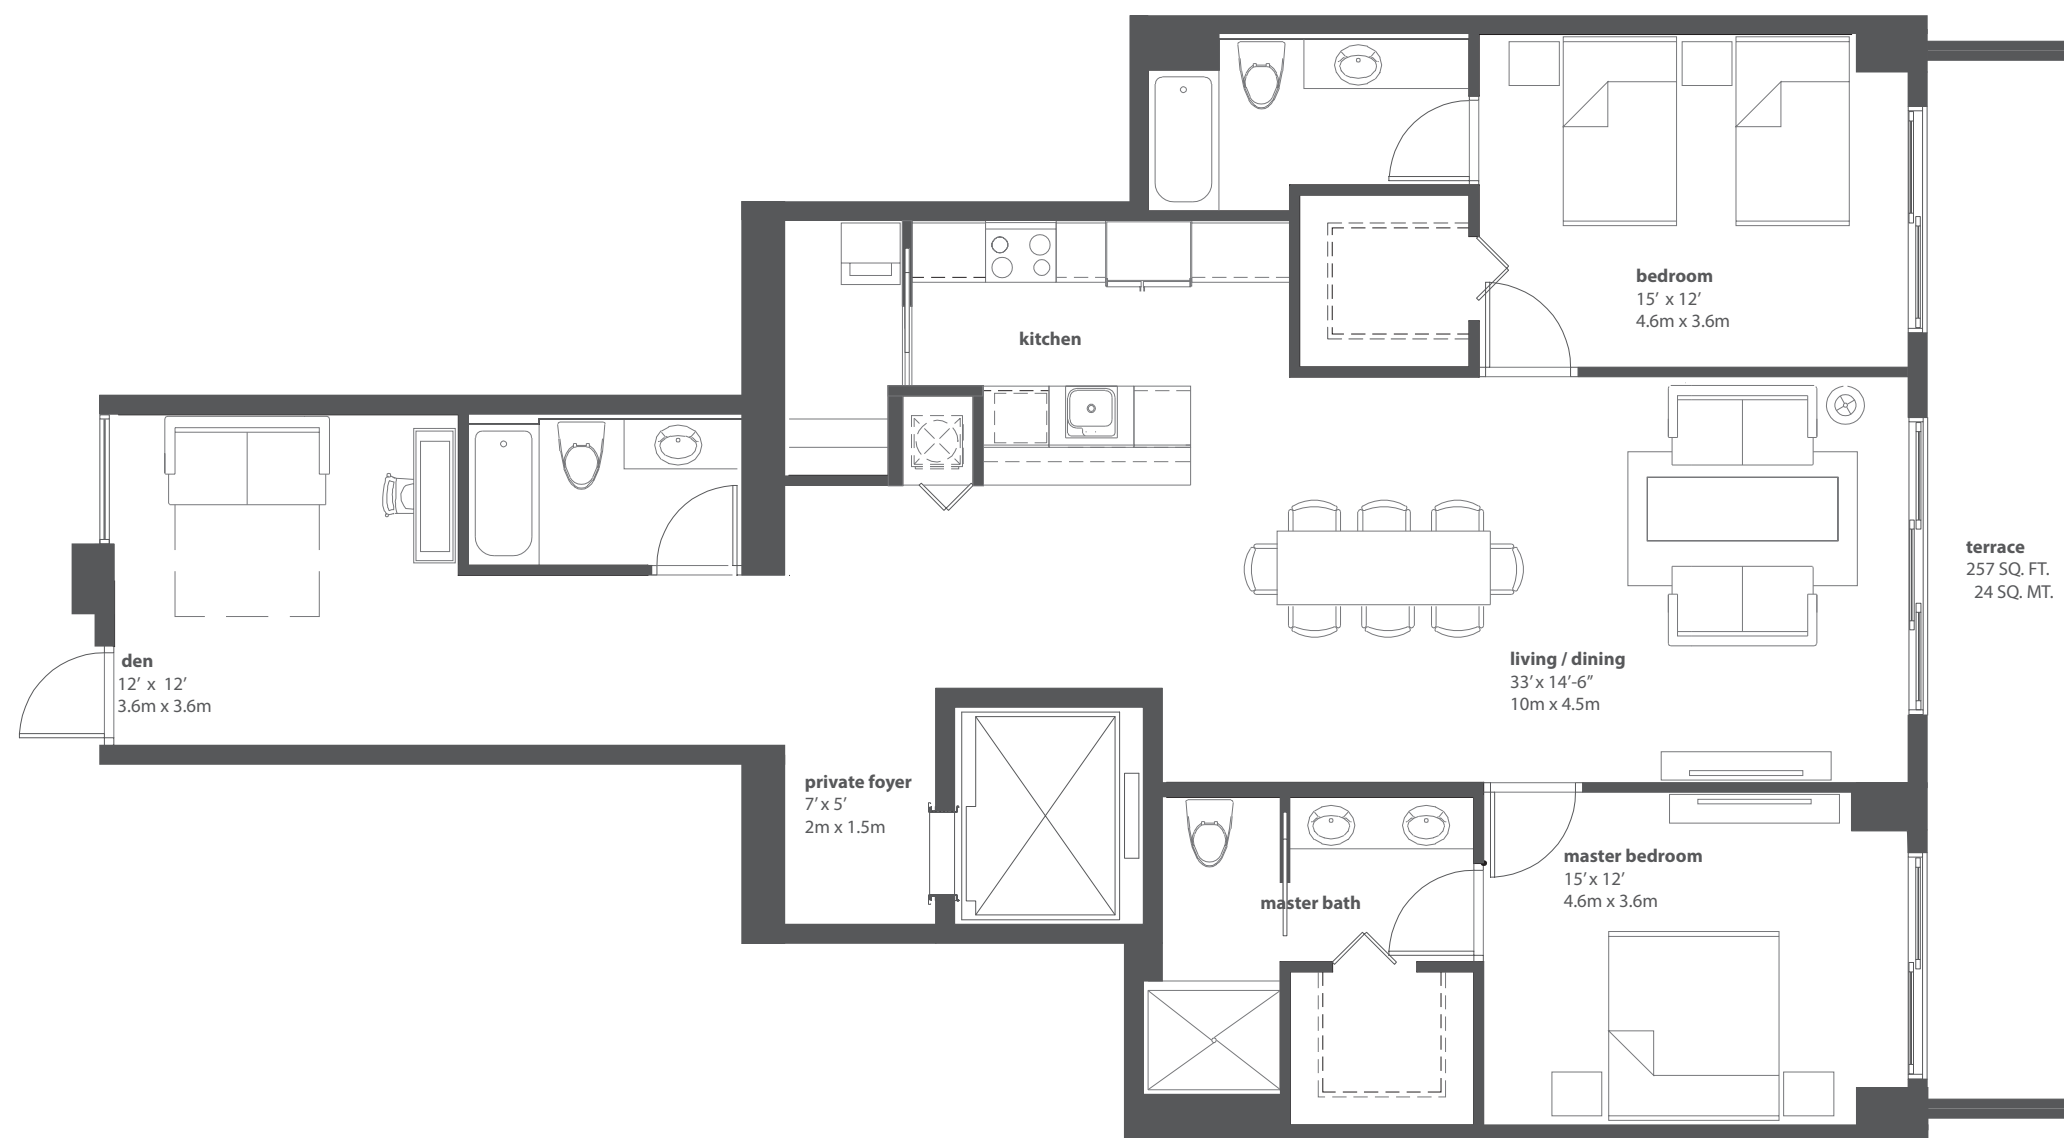 bedroom
15’ x 12’
4.6m x 3.6m
kitchen
terrace
257 SQ. FT.
24 SQ. MT.
den
12’ x 12’
3.6m x 3.6m
living / dining
33’ x 14’-6”
10m x 4.5m
private foyer
7’ x 5’
2m x 1.5m
master bedroom
15’ x 12’
4.6m x 3.6m
master bath